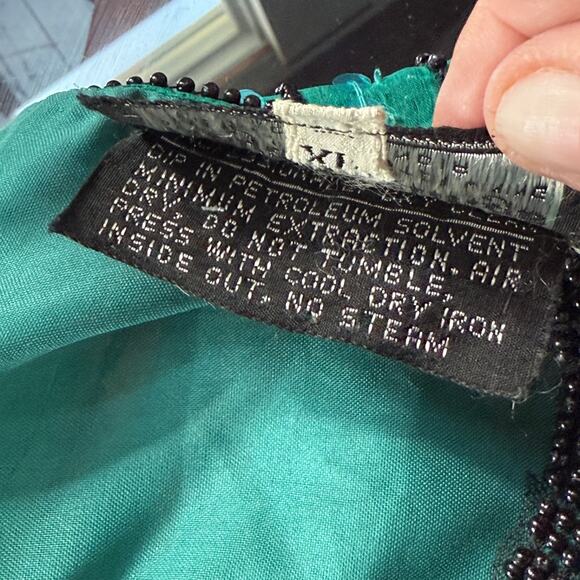 XL
DIP IN PETROLEUM SOLVENT
MINIMUM EXTRACTION. AIR
DRY. DO NOT TUMBLE,
PRESS WITH COOL DRY IRON
INSIDE OUT, NO STEAM